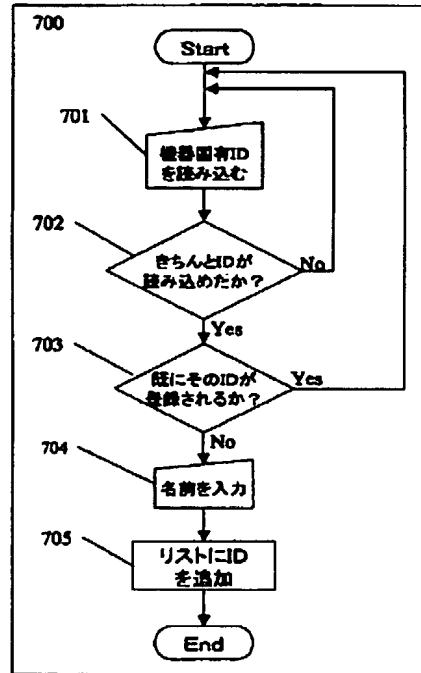 700
Start
701
機器固有ID
を読み込む
702
きちんとIDが
読み込めたか？
No
Yes
703
既にそのIDが
登録されるか？
Yes
No
704
名前を入力
705
リストにID
を追加
End